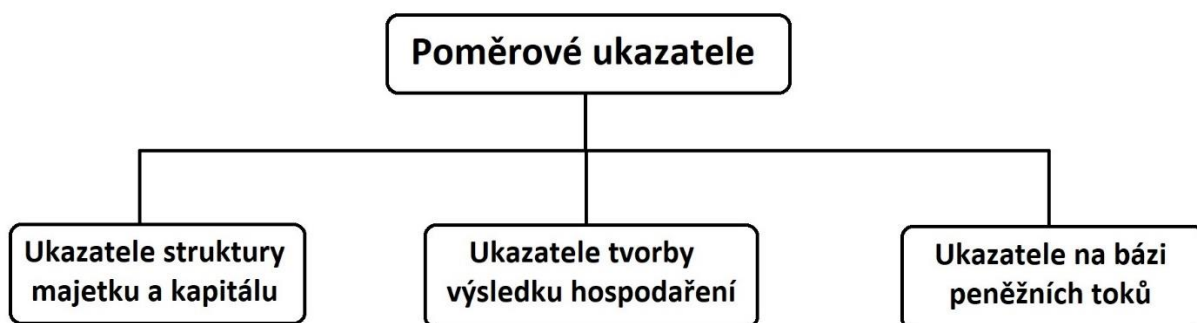 Poměrové ukazatele
Ukazatele struktury
majetku a kapitálu
Ukazatele tvorby
výsledku hospodaření
Ukazatele na bázi
peněžních toků